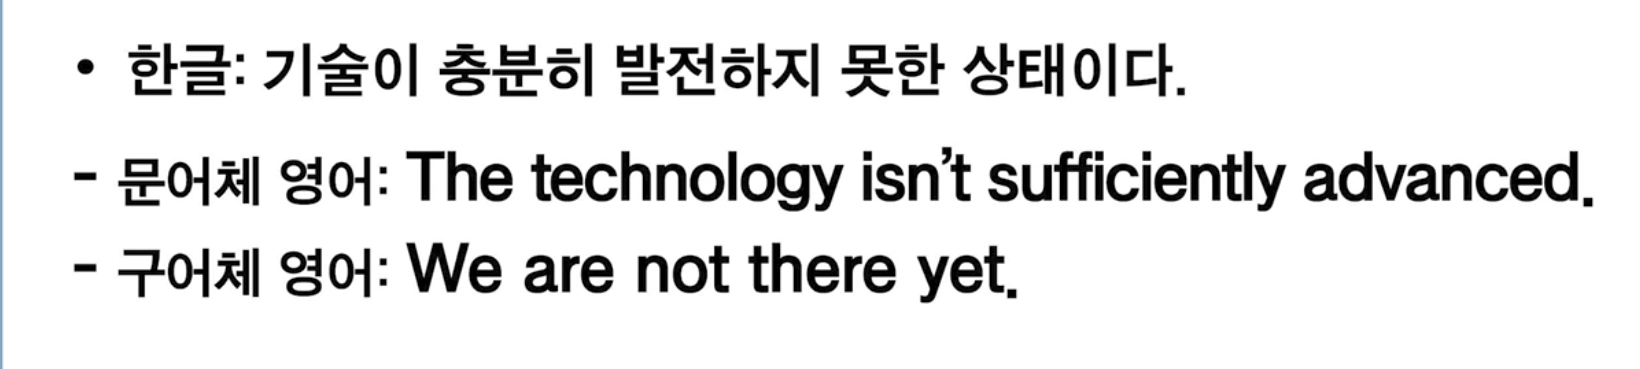 • 한글: 기술이 충분히 발전하지 못한 상태이다.
- 문어체 영어: The technology isn’t sufficiently advanced.
- 구어체 영어: We are not there yet.